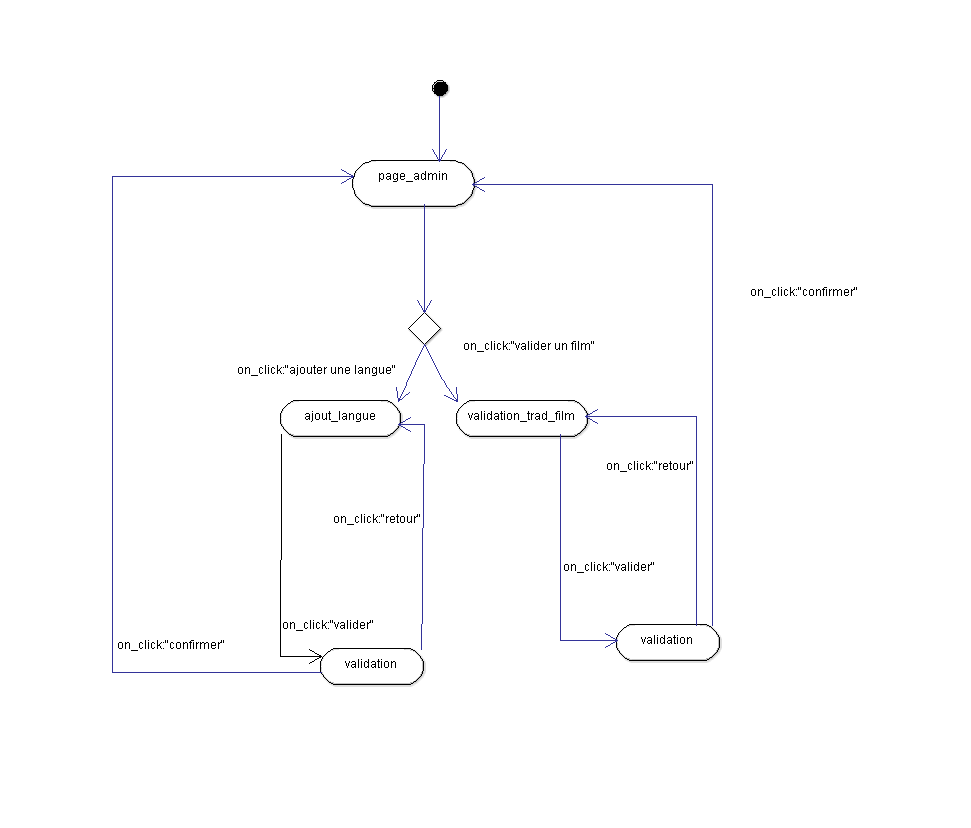 page_admin
on_click:"confirmer"
on_click:"valider un film"
on_click:"ajouter une langue"
ajout_langue
validation_trad_film
on_click:"retour"
on_click:"retour"
on_click:"valider"
on_click:"valider"
on_click:"confirmer"
validation
validation